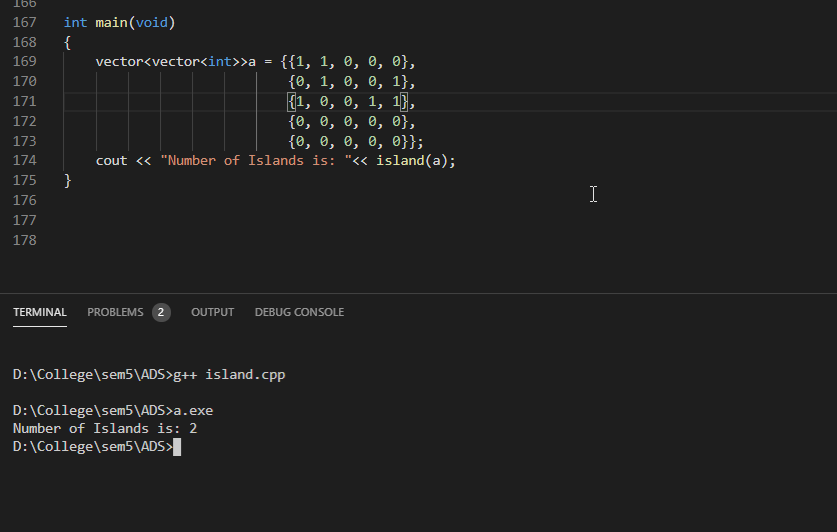 166
167 int main(void)
168 {
169 vector<vector<int>>a = {{1, 1, 0, 0, 0},
170 {0, 1, 0, 0, 1},
171 {1, 0, 0, 1, 1},
172 {0, 0, 0, 0, 0},
173 {0, 0, 0, 0, 0}};
174 cout << "Number of Islands is: "<< island(a);
175 }
176
177
178
TERMINAL PROBLEMS 2 OUTPUT DEBUG CONSOLE
D:\College\sem5\ADS>g++ island.cpp
D:\College\sem5\ADS>a.exe
Number of Islands is: 2
D:\College\sem5\ADS>